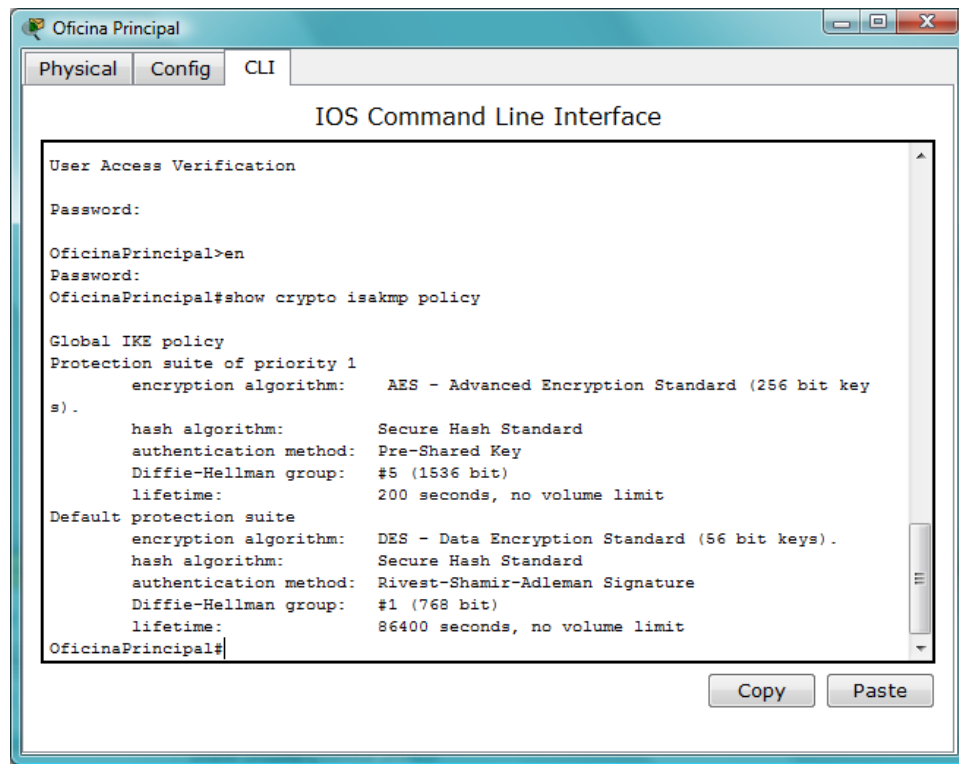 Oficina Principal
Physical Config CLI
IOS Command Line Interface
User Access Verification
Password:
OficinaPrincipal>en
Password:
OficinaPrincipal#show crypto isakmp policy
Global IKE policy
Protection suite of priority 1
encryption algorithm: AES - Advanced Encryption Standard (256 bit key
s).
hash algorithm: Secure Hash Standard
authentication method: Pre-Shared Key
Diffie-Hellman group: #5 (1536 bit)
lifetime: 200 seconds, no volume limit
Default protection suite
encryption algorithm: DES - Data Encryption Standard (56 bit keys).
hash algorithm: Secure Hash Standard
authentication method: Rivest-Shamir-Adleman Signature
Diffie-Hellman group: #1 (768 bit)
lifetime: 86400 seconds, no volume limit
OficinaPrincipal#
Copy Paste